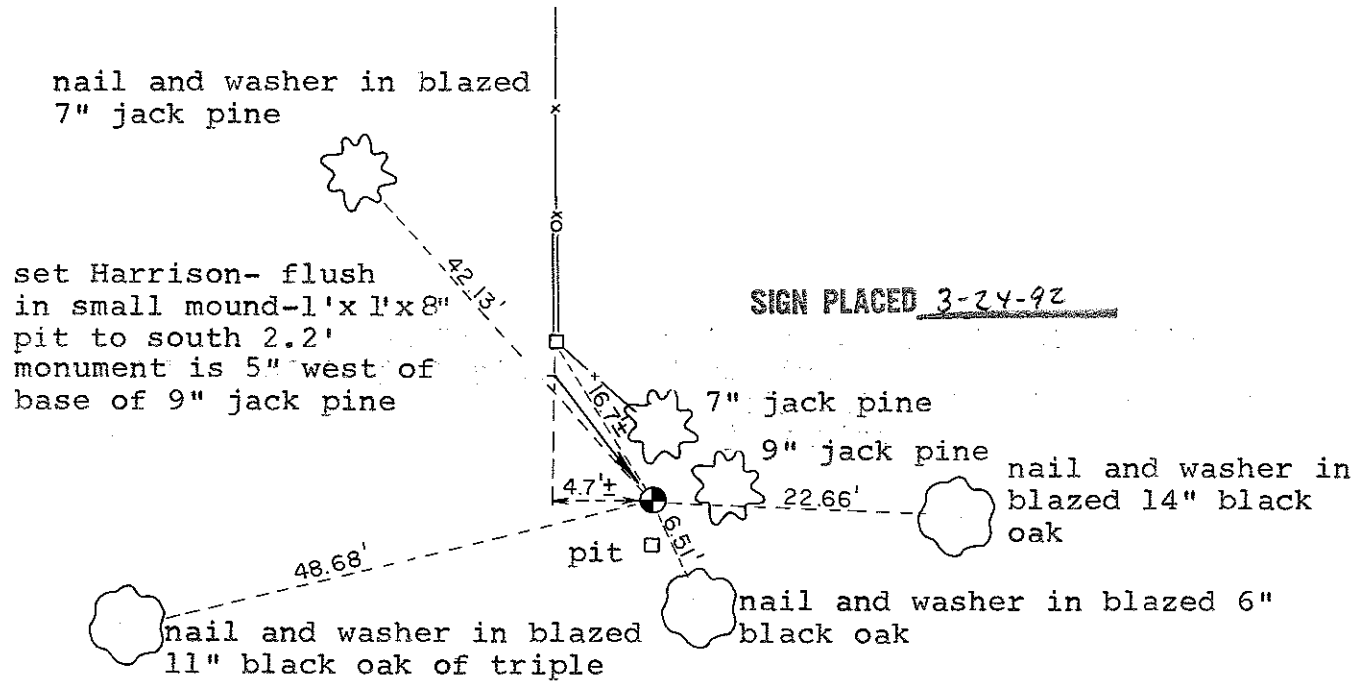 nail and washer in blazed
7" jack pine
42.13'
set Harrison- flush
in small mound-1'x 1'x8"
pit to south 2.2'
monument is 5" west of
base of 9" jack pine
SIGN PLACED 3-24-92
16.7'±
7" jack pine
9" jack pine
4.7'±
22.66'
nail and washer in
blazed 14" black
oak
6.51'
pit
48.68'
nail and washer in blazed 6"
black oak
nail and washer in blazed
11" black oak of triple